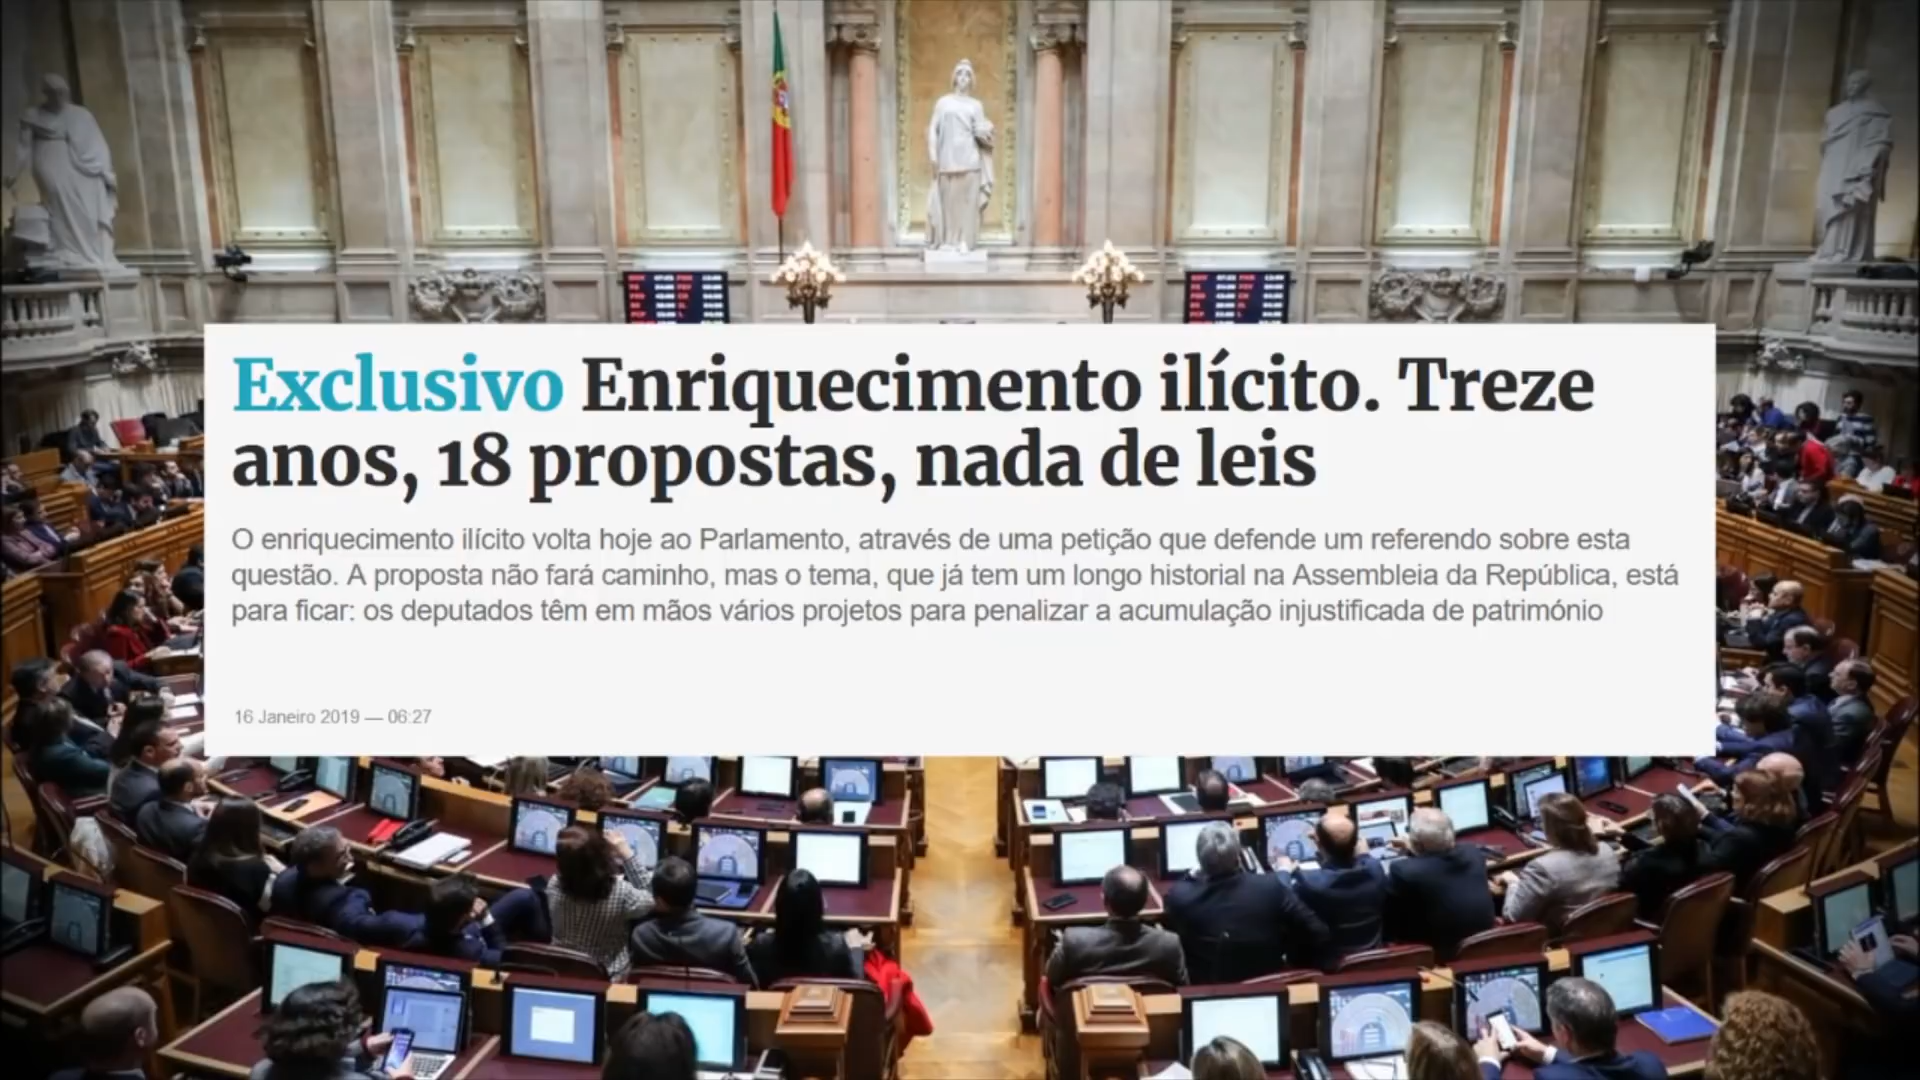 Exclusivo Enriquecimento ilícito. Treze
anos, 18 propostas, nada de leis
O enriquecimento ilícito volta hoje ao Parlamento, através de uma petição que defende um referendo sobre esta
questão. A proposta não fará caminho, mas o tema, que já tem um longo historial na Assembleia da República, está
para ficar: os deputados têm em mãos vários projetos para penalizar a acumulação injustificada de património
16 Janeiro 2019 — 06:27